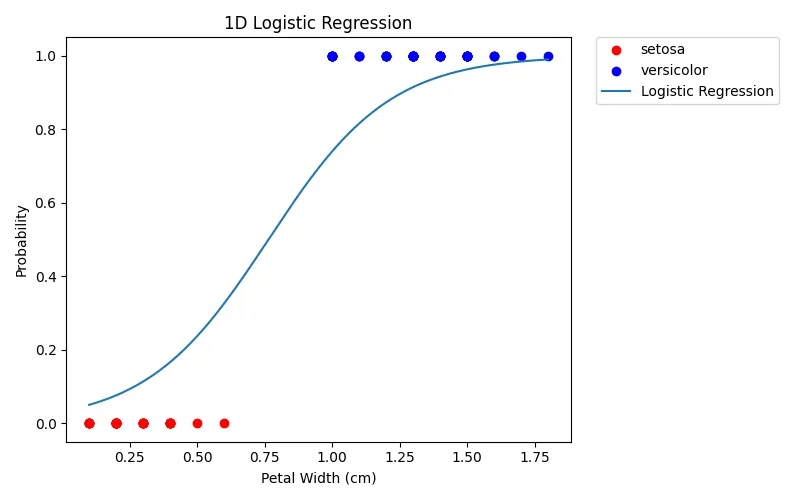 1D Logistic Regression
setosa
versicolor
Logistic Regression
1.0
0.8
0.6
0.4
0.2
0.0
Probability
0.25 0.50 0.75 1.00 1.25 1.50 1.75
Petal Width (cm)